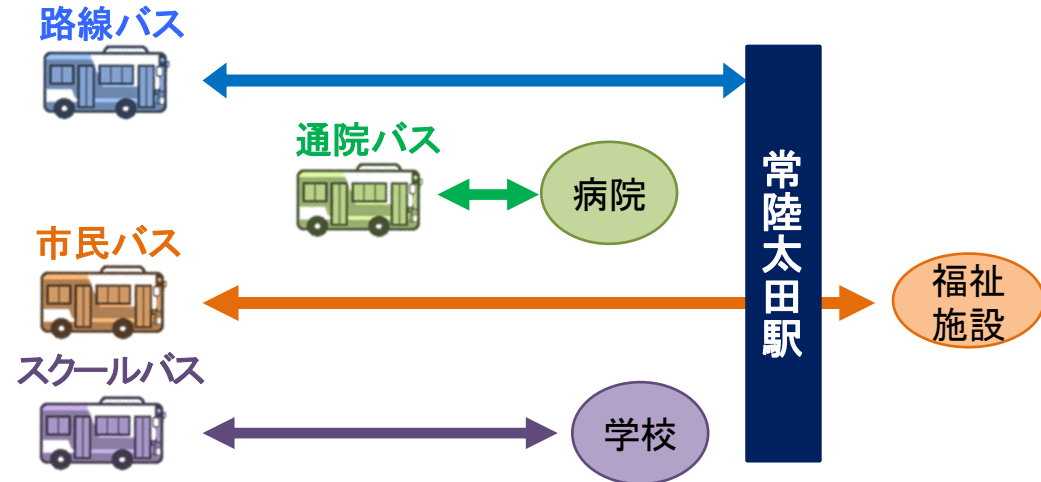 路線バス
通院バス
病院
市民バス
福祉
施設
スクールバス
学校
常陸太田駅